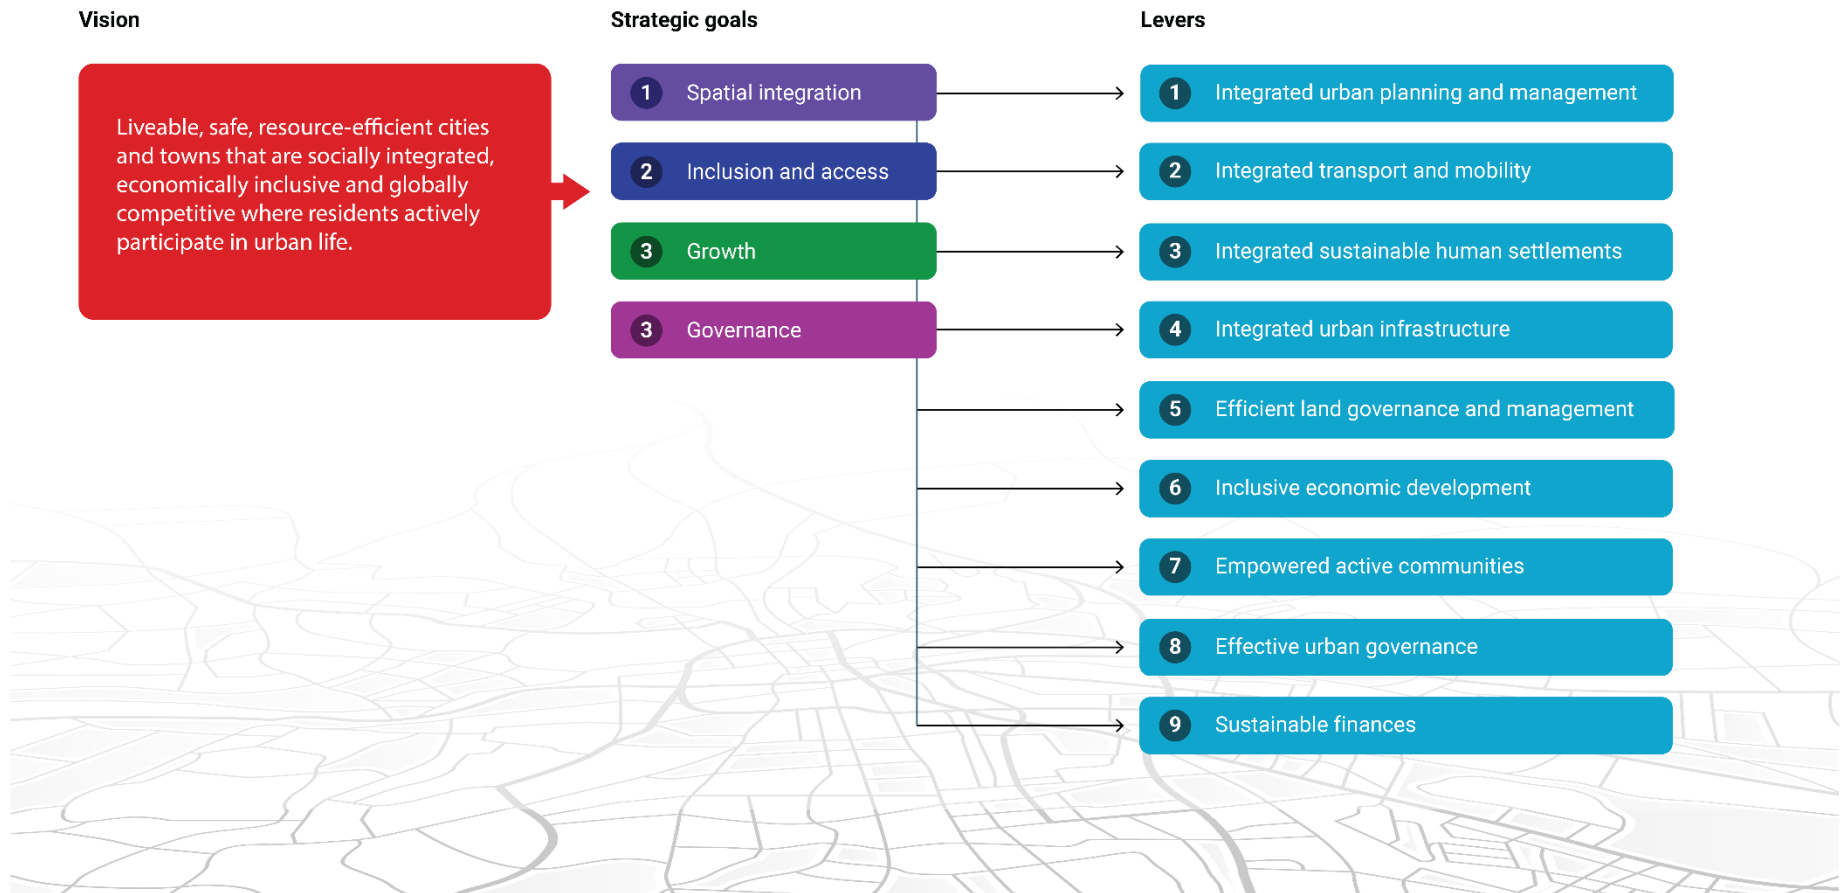 Vision
Liveable, safe, resource-efficient cities
and towns that are socially integrated,
economically inclusive and globally
competitive where residents actively
participate in urban life.
Strategic goals
1 Spatial integration
2 Inclusion and access
3 Growth
3 Governance
Levers
1 Integrated urban planning and management
2 Integrated transport and mobility
3 Integrated sustainable human settlements
4 Integrated urban infrastructure
5 Efficient land governance and management
6 Inclusive economic development
7 Empowered active communities
8 Effective urban governance
9 Sustainable finances